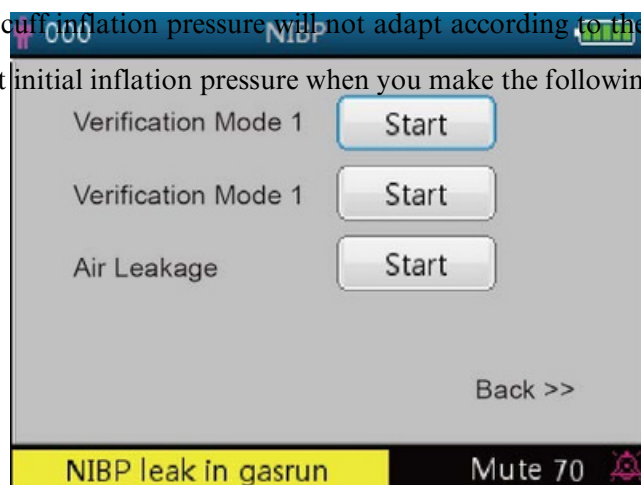 cuff inflation pressure will not adapt according to the
000 NIBP
t initial inflation pressure when you make the followin
Verification Mode 1 Start
Verification Mode 1 Start
Air Leakage Start
Back >>
NIBP leak in gasrun Mute 70